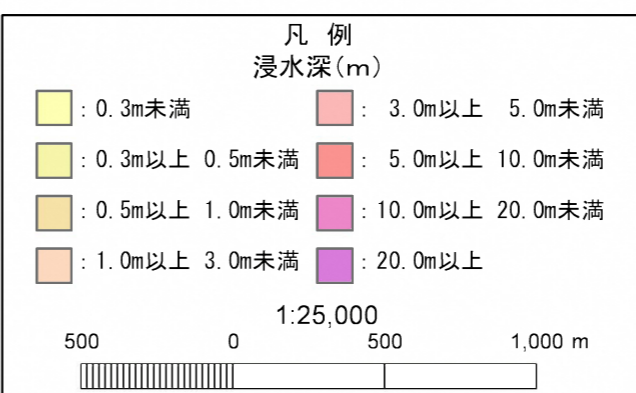 凡 例
浸水深(m)
: 0.3m未満
: 0.3m以上 0.5m未満
: 0.5m以上 1.0m未満
: 1.0m以上 3.0m未満
: 3.0m以上 5.0m未満
: 5.0m以上 10.0m未満
: 10.0m以上 20.0m未満
: 20.0m以上
1:25,000
500 0 500 1,000 m